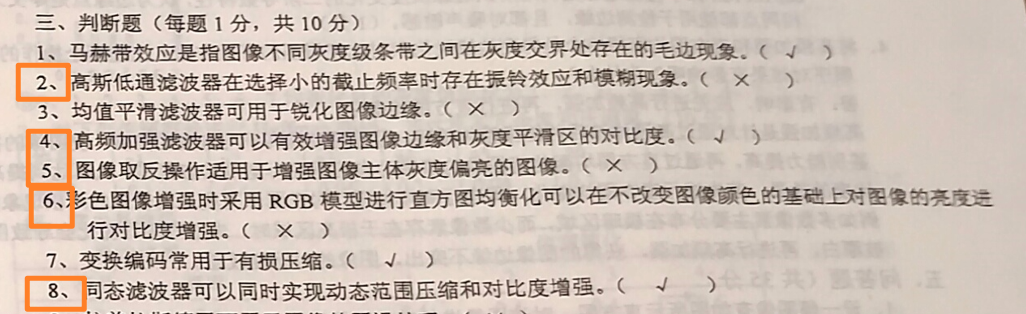 三、判断题（每题 1 分，共 10 分）
1、马赫带效应是指图像不同灰度级条带之间在灰度交界处存在的毛边现象。（ √ ）
2、高斯低通滤波器在选择小的截止频率时存在振铃效应和模糊现象。（ × ）
3、均值平滑滤波器可用于锐化图像边缘。（ × ）
4、高频加强滤波器可以有效增强图像边缘和灰度平滑区的对比度。（ √ ）
5、图像取反操作适用于增强图像主体灰度偏亮的图像。（ × ）
6、彩色图像增强时采用 RGB 模型进行直方图均衡化可以在不改变图像颜色的基础上对图像的亮度进
行对比度增强。（ × ）
7、变换编码常用于有损压缩。（ √ ）
8、同态滤波器可以同时实现动态范围压缩和对比度增强。（ √ ）